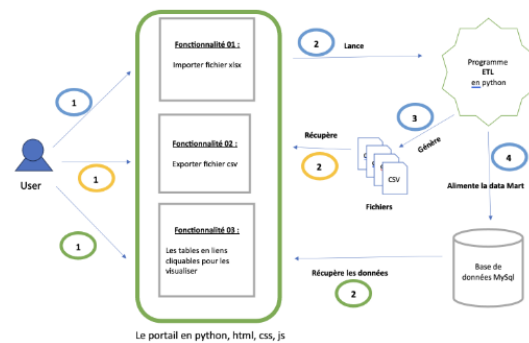 Fonctionnalité 01 :
Importer fichier xlsx
2
Lance
Programme
ETL
en python
1
3
Génère
4
Alimente la data Mart
User
1
Fonctionnalité 02 :
Exporter fichier csv
Récupère
2
CSV
Fichiers
1
Fonctionnalité 03 :
Les tables en liens
cliquables pour les
visualiser
Récupère les données
2
Base de
données MySql
Le portail en python, html, css, js